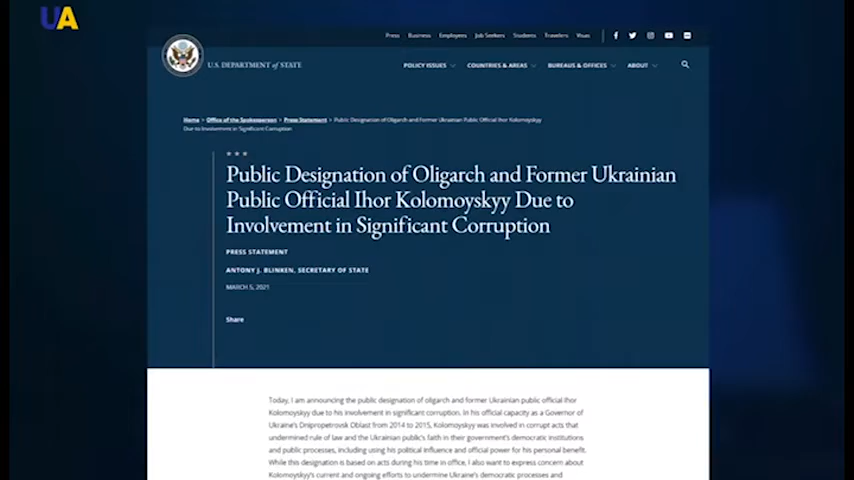 UA
Press Business Employees Job Seekers Students Travelers Visas
U.S. DEPARTMENT of STATE
POLICY ISSUES COUNTRIES & AREAS BUREAUS & OFFICES ABOUT
Home > Office of the Spokesperson > Press Statement > Public Designation of Oligarch and Former Ukrainian Public Official Ihor Kolomoyskyy
Due to Involvement in Significant Corruption
Public Designation of Oligarch and Former Ukrainian
Public Official Ihor Kolomoyskyy Due to
Involvement in Significant Corruption
PRESS STATEMENT
ANTONY J. BLINKEN, SECRETARY OF STATE
MARCH 5, 2021
Share
Today, I am announcing the public designation of oligarch and former Ukrainian public official Ihor
Kolomoyskyy due to his involvement in significant corruption. In his official capacity as a Governor of
Ukraine's Dnipropetrovsk Oblast from 2014 to 2015, Kolomoyskyy was involved in corrupt acts that
undermined rule of law and the Ukrainian public's faith in their government's democratic institutions
and public processes, including using his political influence and official power for his personal benefit.
While this designation is based on acts during his time in office, I also want to express concern about
Kolomoyskyy's current and ongoing efforts to undermine Ukraine's democratic processes and